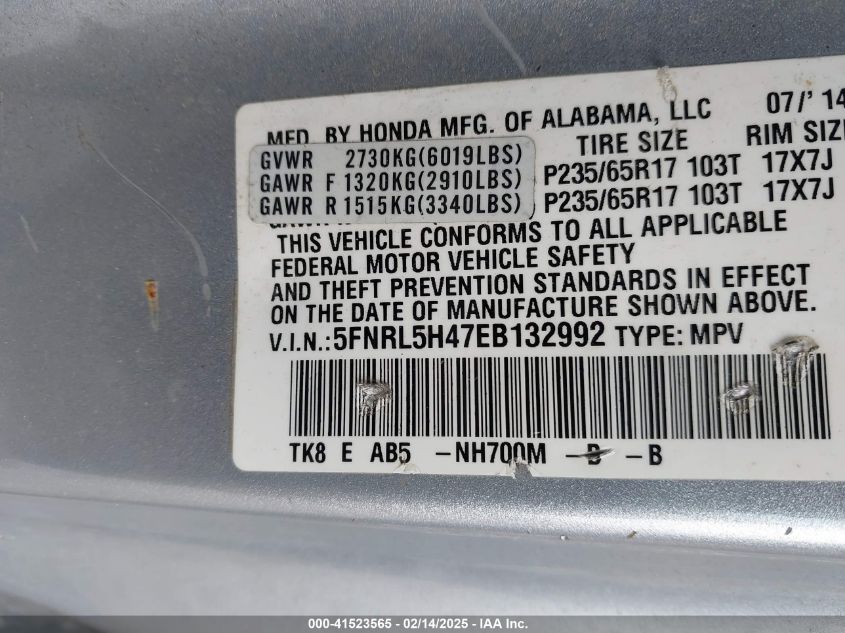 MFD. BY HONDA MFG. OF ALABAMA, LLC 07/'14
TIRE SIZE RIM SIZE
GVWR 2730KG(6019LBS)
GAWR F 1320KG(2910LBS) P235/65R17 103T 17X7J
GAWR R 1515KG(3340LBS) P235/65R17 103T 17X7J
THIS VEHICLE CONFORMS TO ALL APPLICABLE
FEDERAL MOTOR VEHICLE SAFETY
AND THEFT PREVENTION STANDARDS IN EFFECT
ON THE DATE OF MANUFACTURE SHOWN ABOVE.
V.I.N.:5FNRL5H47EB132992 TYPE: MPV
TK8 E AB5 -NH700M -B -B
000-41523565 - 02/14/2025 - IAA Inc.